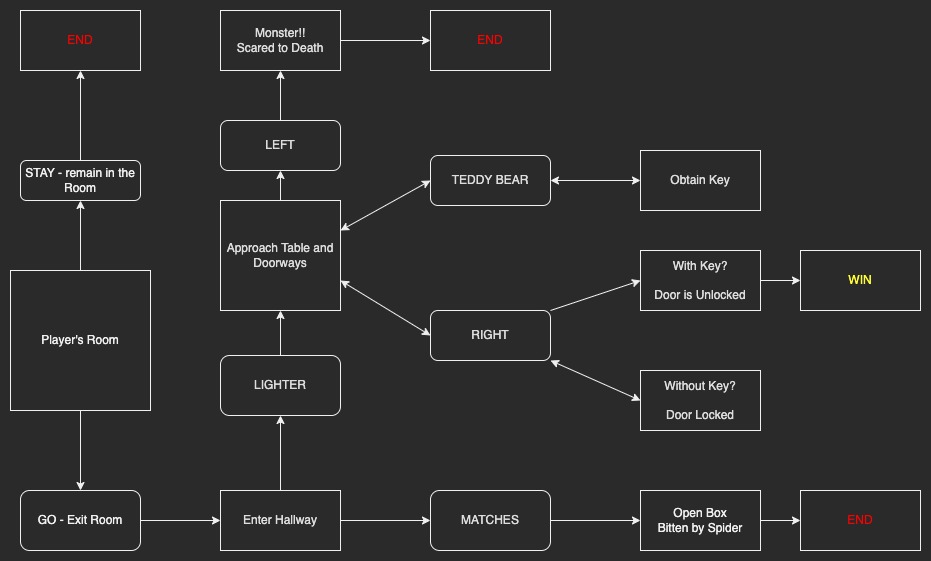 END
Monster!!
Scared to Death
END
LEFT
STAY - remain in the
Room
TEDDY BEAR
Obtain Key
Approach Table and
Doorways
With Key?
Door is Unlocked
WIN
Player's Room
RIGHT
LIGHTER
Without Key?
Door Locked
GO - Exit Room
Enter Hallway
MATCHES
Open Box
Bitten by Spider
END